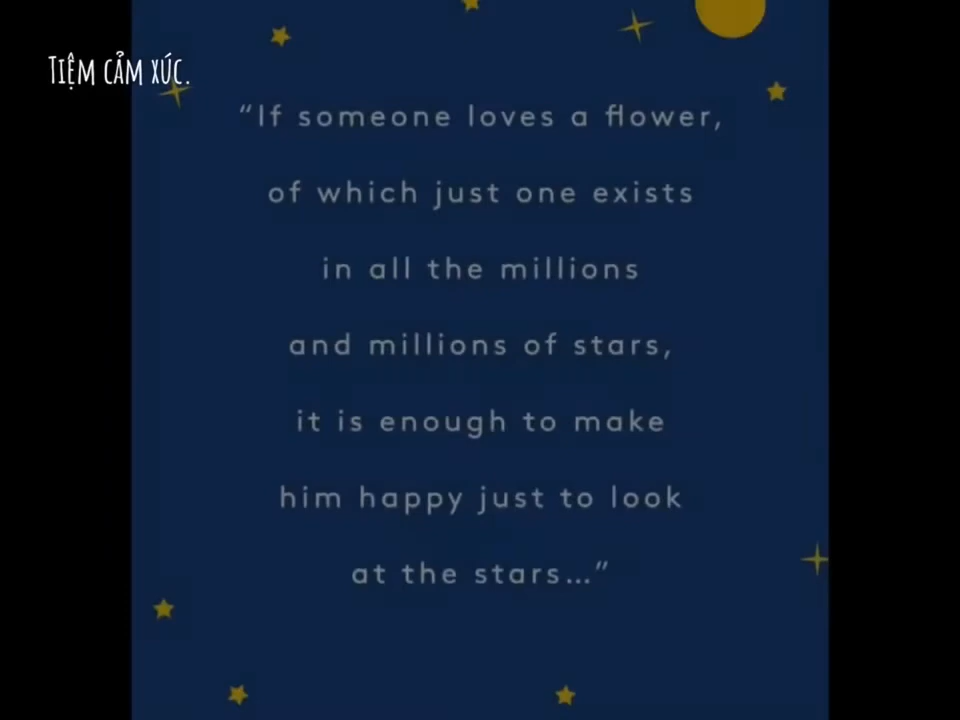 TIỆM CẢM XÚC.
“If someone loves a flower,
of which just one exists
in all the millions
and millions of stars,
it is enough to make
him happy just to look
at the stars...”